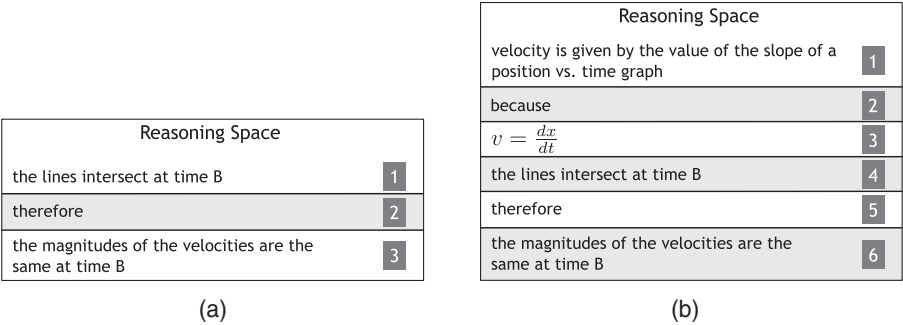 Reasoning Space
the lines intersect at time B 1
therefore 2
the magnitudes of the velocities are the
same at time B 3
(a)
Reasoning Space
velocity is given by the value of the slope of a
position vs. time graph 1
because 2
v = dx/dt 3
the lines intersect at time B 4
therefore 5
the magnitudes of the velocities are the
same at time B 6
(b)